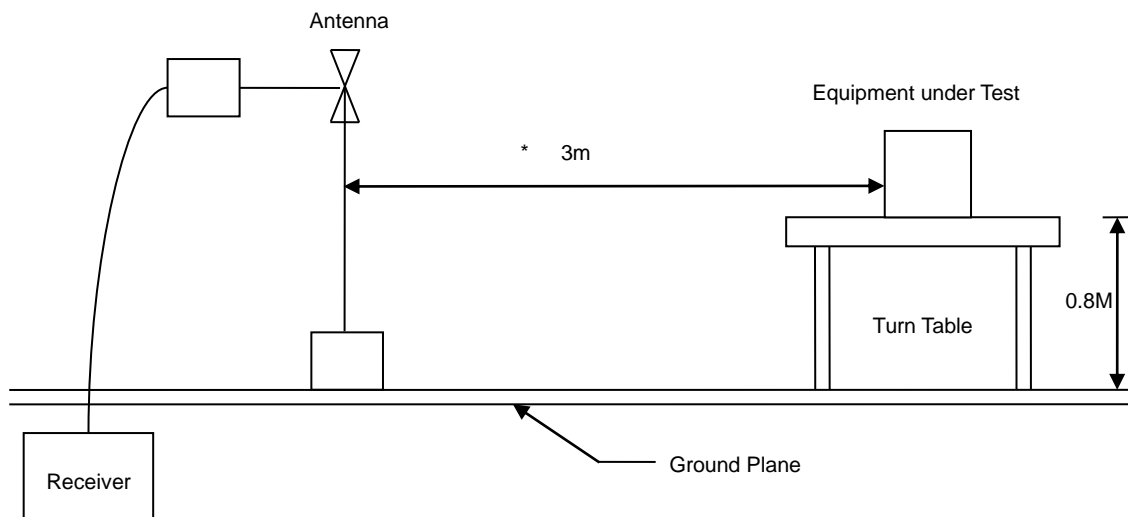 Antenna
Equipment under Test
* 3m
0.8M
Turn Table
Ground Plane
Receiver